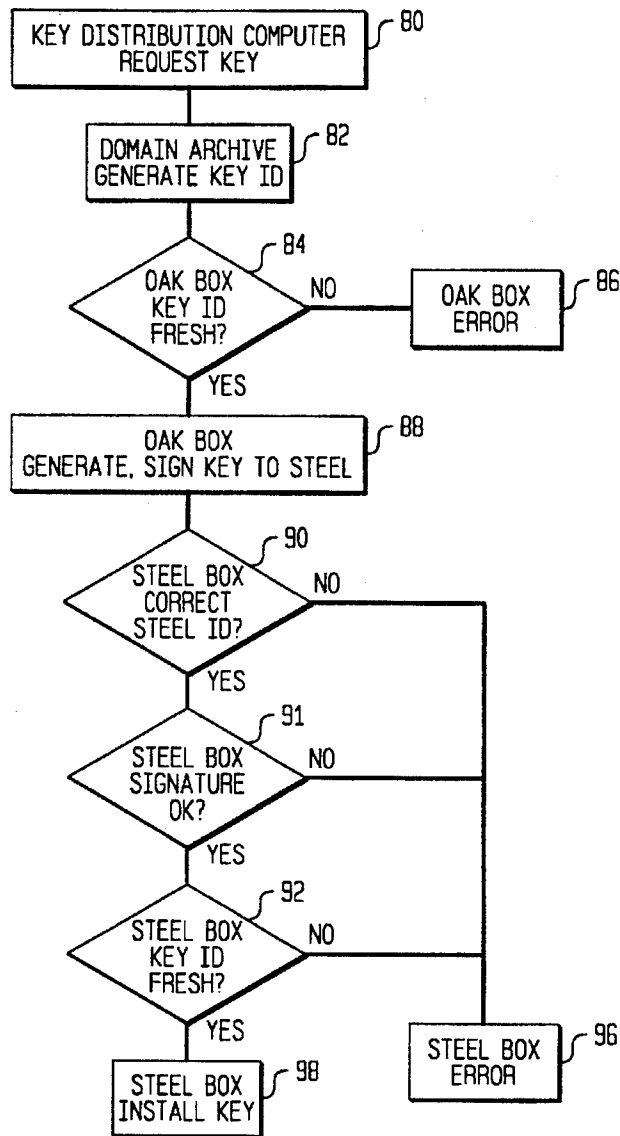 KEY DISTRIBUTION COMPUTER
REQUEST KEY
80
DOMAIN ARCHIVE
GENERATE KEY ID
82
OAK BOX
KEY ID
FRESH?
84
NO
OAK BOX
ERROR
86
YES
OAK BOX
GENERATE, SIGN KEY TO STEEL
88
STEEL BOX
CORRECT
STEEL ID?
90
NO
YES
STEEL BOX
SIGNATURE
OK?
91
NO
YES
STEEL BOX
KEY ID
FRESH?
92
NO
YES
STEEL BOX
INSTALL KEY
98
STEEL BOX
ERROR
96